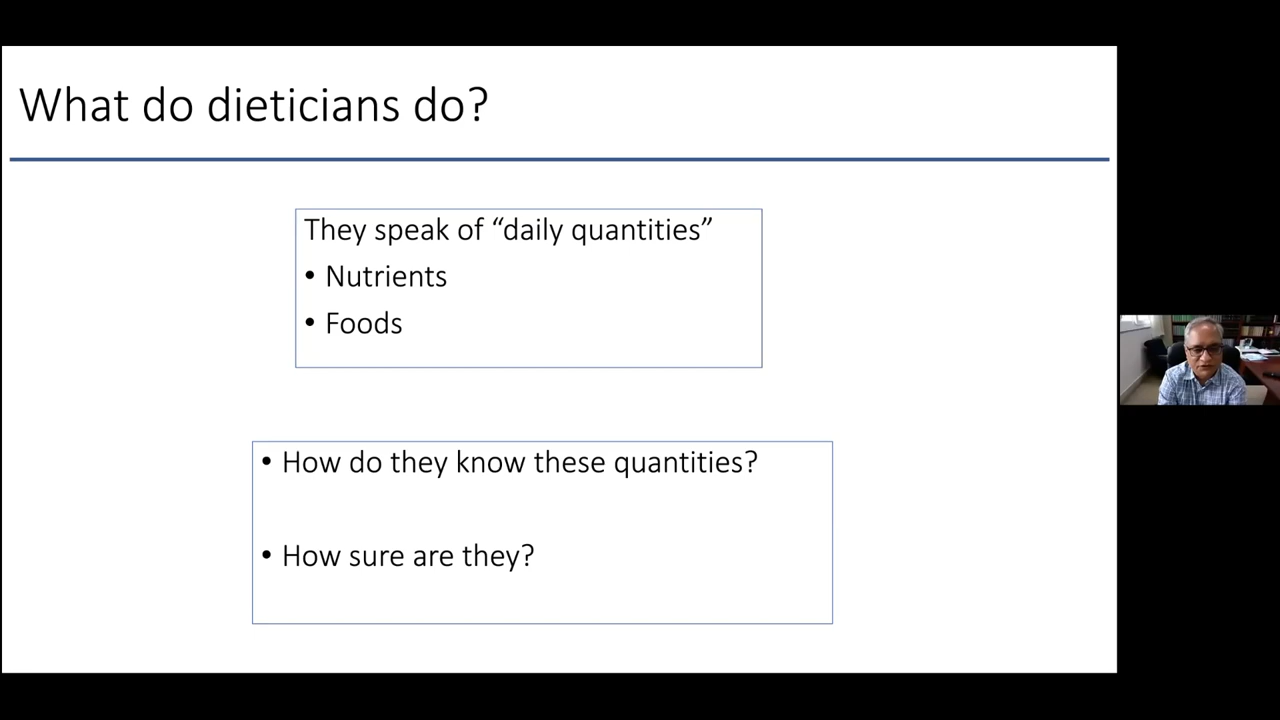 What do dieticians do?
They speak of “daily quantities”
• Nutrients
• Foods
• How do they know these quantities?
• How sure are they?